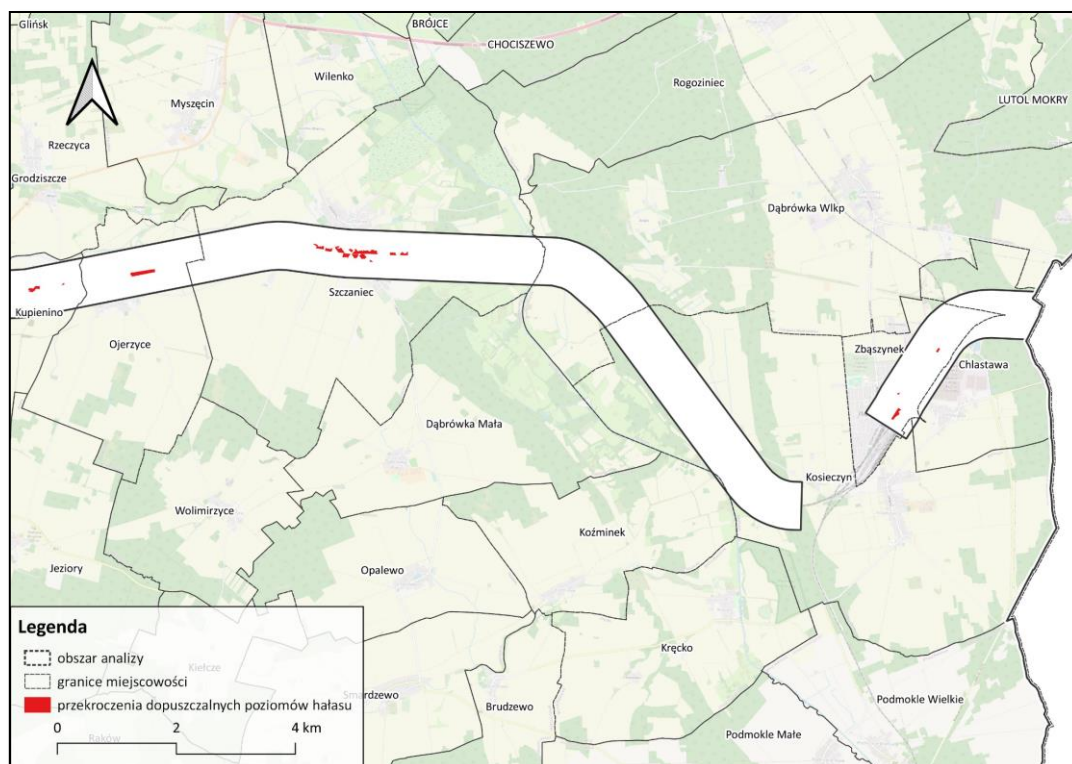 Glińsk
BRÓJCE
CHOCISZEWO
Wilenko
Rogoziniec
Myszęcin
LUTOL MOKRY
Rzeczyca
Grodziszcze
Dąbrówka Wlkp
Szczaniec
Kupienino
Ojerzyce
Zbąszynek
Chlastawa
Dąbrówka Mała
Kosieczyn
Wolimirzyce
Koźminek
Jeziory
Opalewo
Legenda
obszar analizy
granice miejscowości
przekroczenia dopuszczalnych poziomów hałasu
0 2 4 km
Kiełcze
Smardzewo
Raków
Kręcko
Brudzewo
Podmokle Wielkie
Podmokle Małe